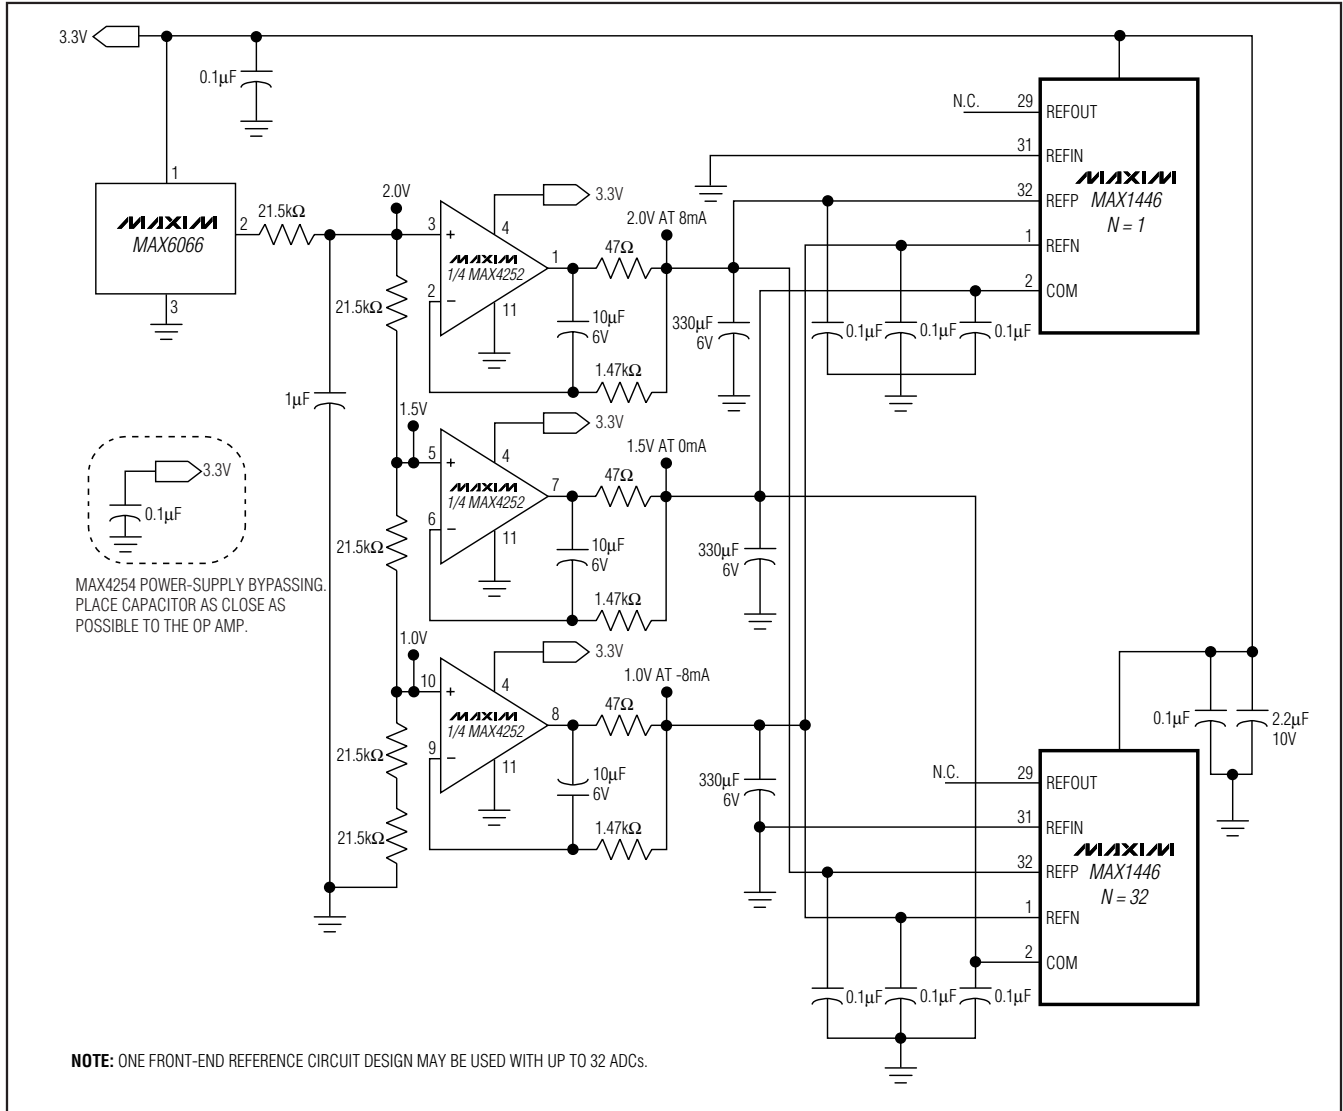 3.3V
0.1µF
N.C.
29
REFOUT
31
REFIN
MAXIM
MAX1446
N = 1
32
REFP
1
REFN
2
COM
1
MAXIM
MAX6066
2
3
21.5kΩ
2.0V
3
+
4
3.3V
MAXIM
1/4 MAX4252
1
2
−
11
47Ω
2.0V AT 8mA
10µF
6V
1.47kΩ
330µF
6V
0.1µF
0.1µF
0.1µF
21.5kΩ
1µF
1.5V
5
+
4
3.3V
MAXIM
1/4 MAX4252
7
6
−
11
47Ω
1.5V AT 0mA
10µF
6V
1.47kΩ
330µF
6V
3.3V
0.1µF
MAX4254 POWER-SUPPLY BYPASSING.
PLACE CAPACITOR AS CLOSE AS
POSSIBLE TO THE OP AMP.
21.5kΩ
1.0V
10
+
4
3.3V
MAXIM
1/4 MAX4252
8
9
−
11
47Ω
1.0V AT -8mA
10µF
6V
1.47kΩ
330µF
6V
21.5kΩ
21.5kΩ
0.1µF
2.2µF
10V
N.C.
29
REFOUT
31
REFIN
MAXIM
MAX1446
N = 32
32
REFP
1
REFN
2
COM
0.1µF
0.1µF
0.1µF
NOTE: ONE FRONT-END REFERENCE CIRCUIT DESIGN MAY BE USED WITH UP TO 32 ADCs.